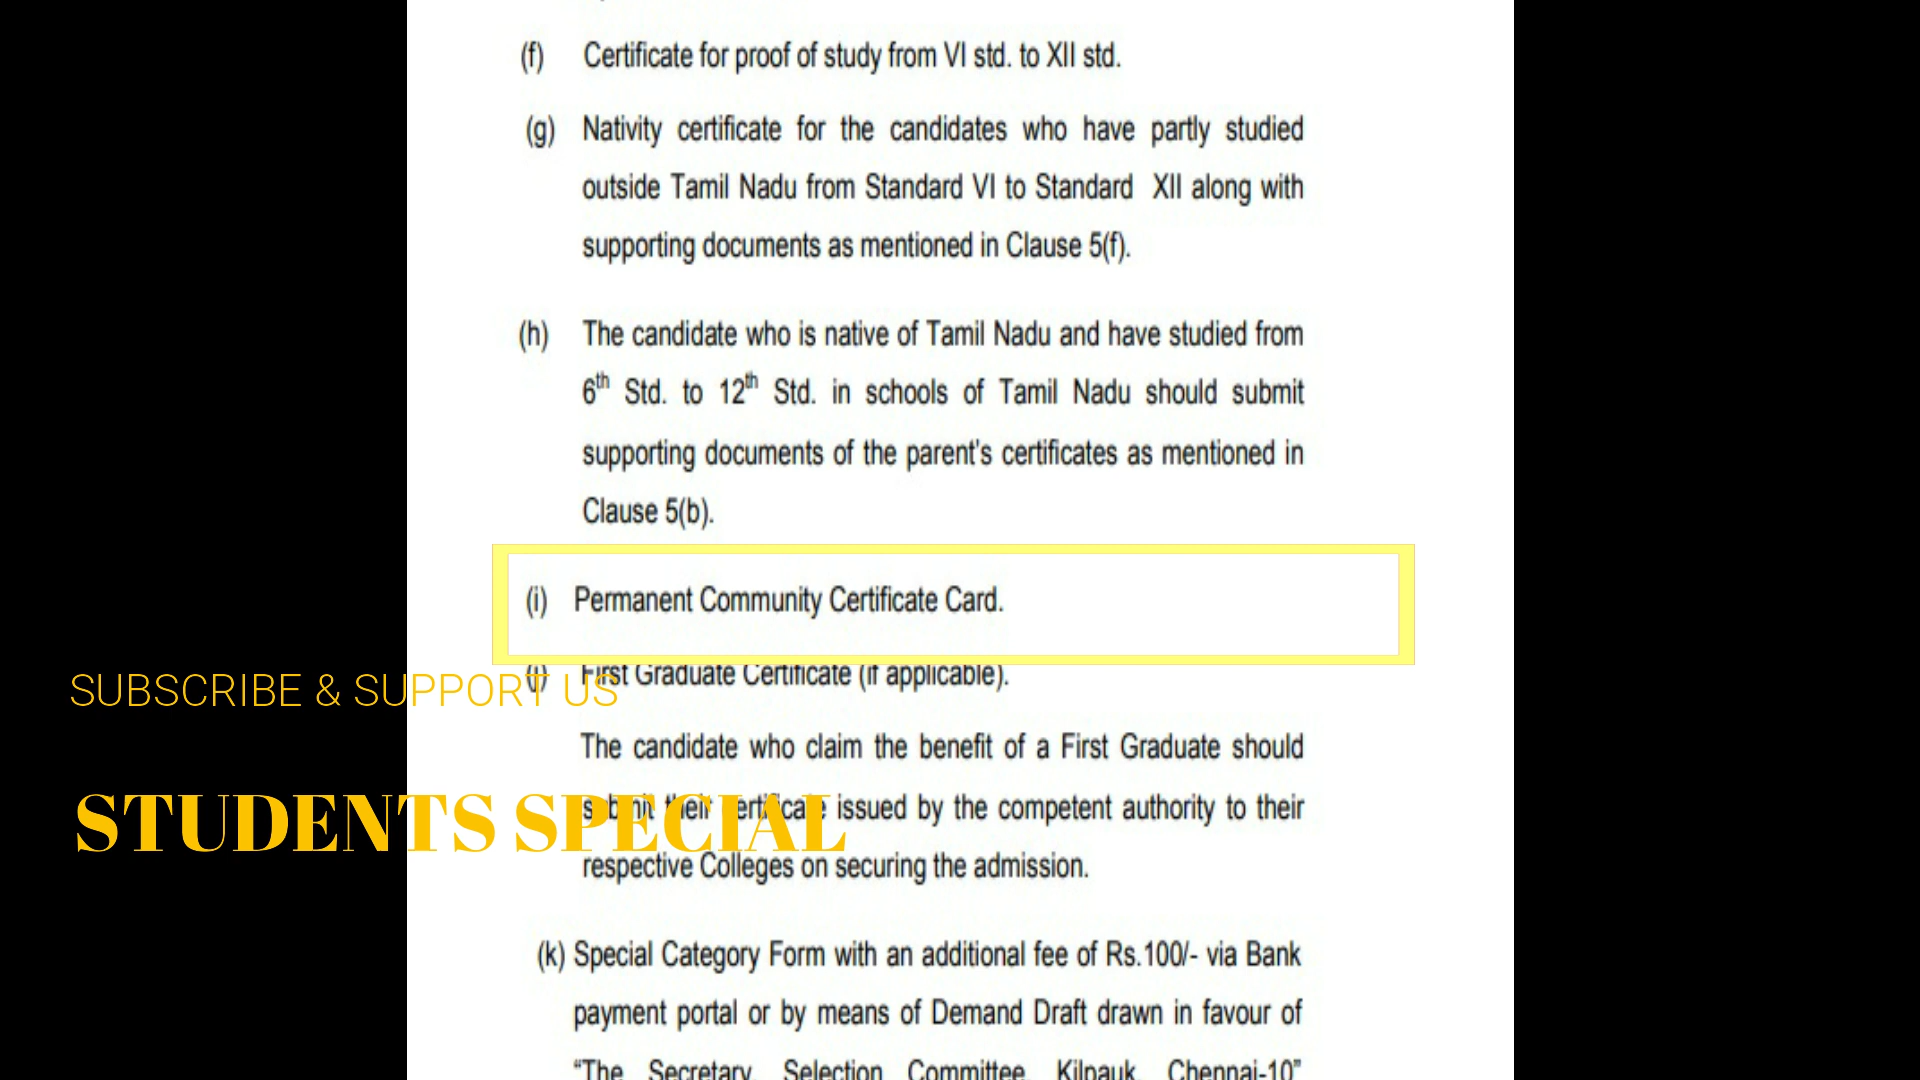 (f) Certificate for proof of study from VI std. to XII std.
(g) Nativity certificate for the candidates who have partly studied
outside Tamil Nadu from Standard VI to Standard XII along with
supporting documents as mentioned in Clause 5(f).
(h) The candidate who is native of Tamil Nadu and have studied from
6th Std. to 12th Std. in schools of Tamil Nadu should submit
supporting documents of the parent's certificates as mentioned in
Clause 5(b).
(i) Permanent Community Certificate Card.
(j) First Graduate Certificate (if applicable).
SUBSCRIBE & SUPPORT US
The candidate who claim the benefit of a First Graduate should
submit their certificate issued by the competent authority to their
STUDENTS SPECIAL
respective Colleges on securing the admission.
(k) Special Category Form with an additional fee of Rs.100/- via Bank
payment portal or by means of Demand Draft drawn in favour of
“The Secretary, Selection Committee, Kilpauk, Chennai-10”